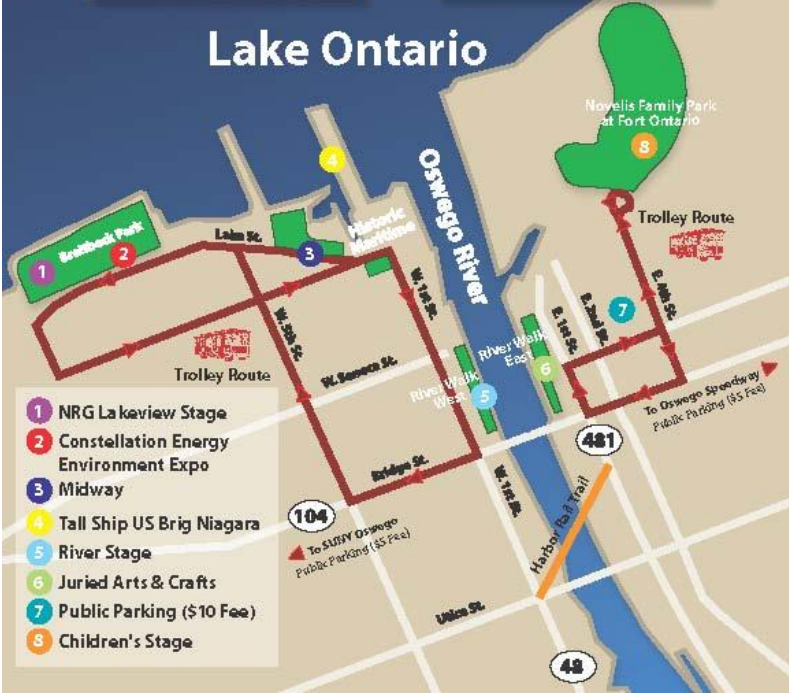 Lake Ontario
Novelis Family Park
at Fort Ontario
8
4
Oswego River
Trolley Route
Breitbeck Park
Lake St.
Historic
Maritime
1
2
3
W. 1st St.
E. 4th St.
7
E. 2nd St.
E. 1st St.
W. 5th St.
Trolley Route
W. Seneca St.
River Walk
East
6
River Walk
West
5
To Oswego Speedway
Public Parking ($5 Fee)
481
Bridge St.
W. 1st St.
104
To SUNY Oswego
Public Parking ($5 Fee)
Harbor Rail Trail
Utica St.
48
1 NRG Lakeview Stage
2 Constellation Energy
Environment Expo
3 Midway
4 Tall Ship US Brig Niagara
5 River Stage
6 Juried Arts & Crafts
7 Public Parking ($10 Fee)
8 Children's Stage